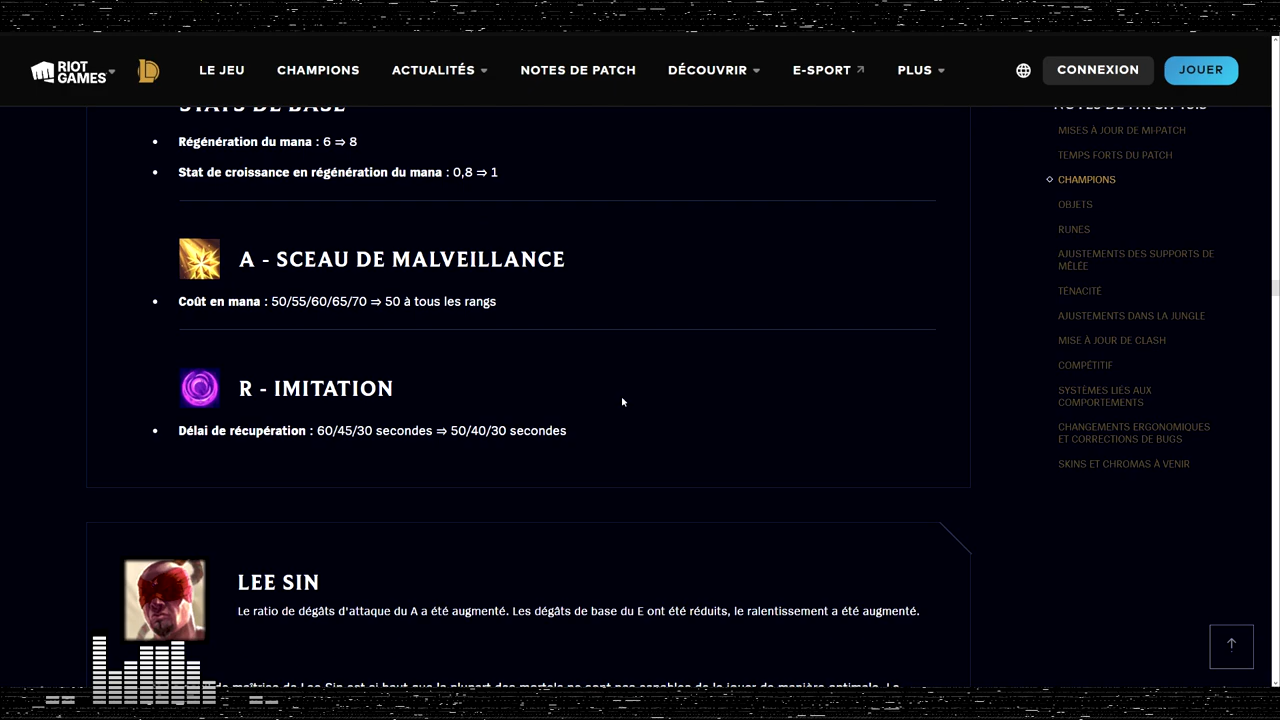 RIOT GAMES
LE JEU
CHAMPIONS
ACTUALITÉS
NOTES DE PATCH
DÉCOUVRIR
E-SPORT
PLUS
CONNEXION
JOUER
STATS DE BASE
Régénération du mana : 6 ⇒ 8
Stat de croissance en régénération du mana : 0,8 ⇒ 1
A - SCEAU DE MALVEILLANCE
Coût en mana : 50/55/60/65/70 ⇒ 50 à tous les rangs
R - IMITATION
Délai de récupération : 60/45/30 secondes ⇒ 50/40/30 secondes
LEE SIN
Le ratio de dégâts d'attaque du A a été augmenté. Les dégâts de base du E ont été réduits, le ralentissement a été augmenté.
NOTES DE PATCH
MISES À JOUR DE MI-PATCH
TEMPS FORTS DU PATCH
CHAMPIONS
OBJETS
RUNES
AJUSTEMENTS DES SUPPORTS DE
MÊLÉE
TÉNACITÉ
AJUSTEMENTS DANS LA JUNGLE
MISE À JOUR DE CLASH
COMPÉTITIF
SYSTÈMES LIÉS AUX
COMPORTEMENTS
CHANGEMENTS ERGONOMIQUES
ET CORRECTIONS DE BUGS
SKINS ET CHROMAS À VENIR